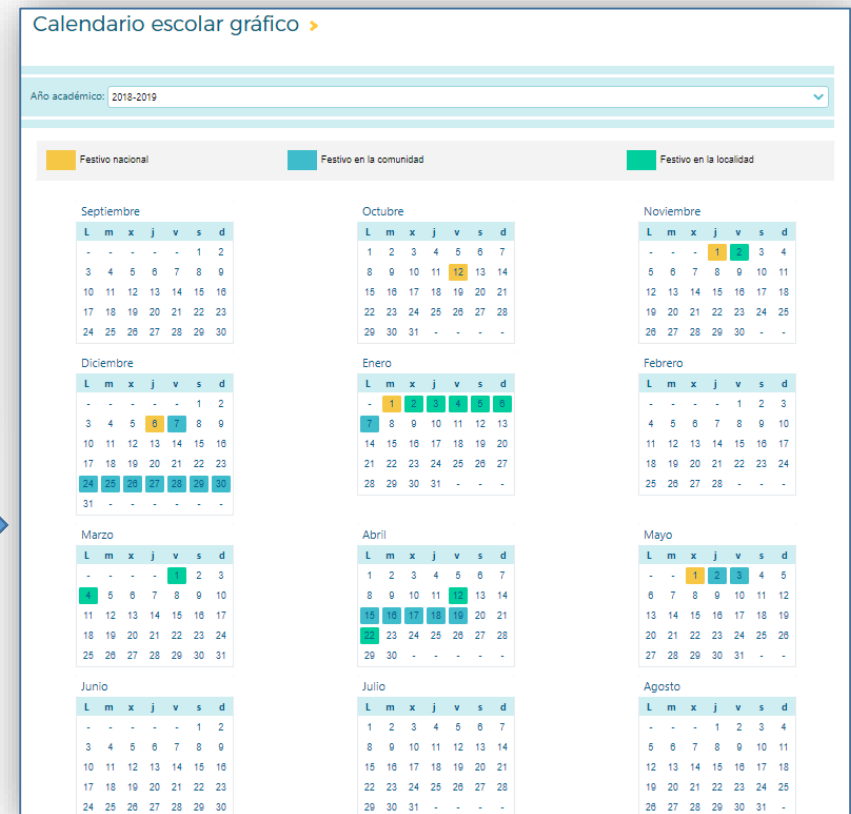 Calendario escolar gráfico
Año académico: 2018-2019
Festivo nacional
Festivo en la comunidad
Festivo en la localidad
Septiembre
L m x j v s d
- - - - - 1 2
3 4 5 6 7 8 9
10 11 12 13 14 15 16
17 18 19 20 21 22 23
24 25 26 27 28 29 30
Octubre
L m x j v s d
1 2 3 4 5 6 7
8 9 10 11 12 13 14
15 16 17 18 19 20 21
22 23 24 25 26 27 28
29 30 31 - - - -
Noviembre
L m x j v s d
- - - 1 2 3 4
5 6 7 8 9 10 11
12 13 14 15 16 17 18
19 20 21 22 23 24 25
26 27 28 29 30 - -
Diciembre
L m x j v s d
- - - - - 1 2
3 4 5 6 7 8 9
10 11 12 13 14 15 16
17 18 19 20 21 22 23
24 25 26 27 28 29 30
31 - - - - - -
Enero
L m x j v s d
- 1 2 3 4 5 6
7 8 9 10 11 12 13
14 15 16 17 18 19 20
21 22 23 24 25 26 27
28 29 30 31 - - -
Febrero
L m x j v s d
- - - - 1 2 3
4 5 6 7 8 9 10
11 12 13 14 15 16 17
18 19 20 21 22 23 24
25 26 27 28 - - -
Marzo
L m x j v s d
- - - - 1 2 3
4 5 6 7 8 9 10
11 12 13 14 15 16 17
18 19 20 21 22 23 24
25 26 27 28 29 30 31
Abril
L m x j v s d
1 2 3 4 5 6 7
8 9 10 11 12 13 14
15 16 17 18 19 20 21
22 23 24 25 26 27 28
29 30 - - - - -
Mayo
L m x j v s d
- - 1 2 3 4 5
6 7 8 9 10 11 12
13 14 15 16 17 18 19
20 21 22 23 24 25 26
27 28 29 30 31 - -
Junio
L m x j v s d
- - - - - 1 2
3 4 5 6 7 8 9
10 11 12 13 14 15 16
17 18 19 20 21 22 23
24 25 26 27 28 29 30
Julio
L m x j v s d
1 2 3 4 5 6 7
8 9 10 11 12 13 14
15 16 17 18 19 20 21
22 23 24 25 26 27 28
29 30 31 - - - -
Agosto
L m x j v s d
- - - 1 2 3 4
5 6 7 8 9 10 11
12 13 14 15 16 17 18
19 20 21 22 23 24 25
26 27 28 29 30 31 -